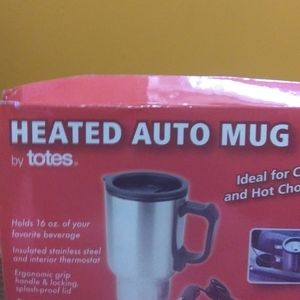 HEATED AUTO MUG
by totes®
Ideal for
and Hot
Holds 16 oz. of your
favorite beverage
Insulated stainless steel
and interior thermostat
Ergonomic grip
handle & locking,
splash-proof lid